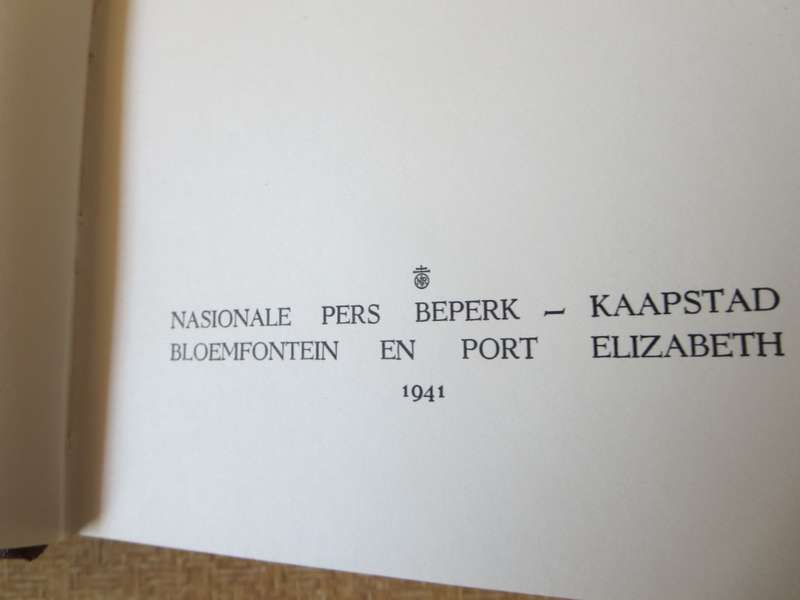 NASIONALE PERS BEPERK – KAAPSTAD
BLOEMFONTEIN EN PORT ELIZABETH
1941